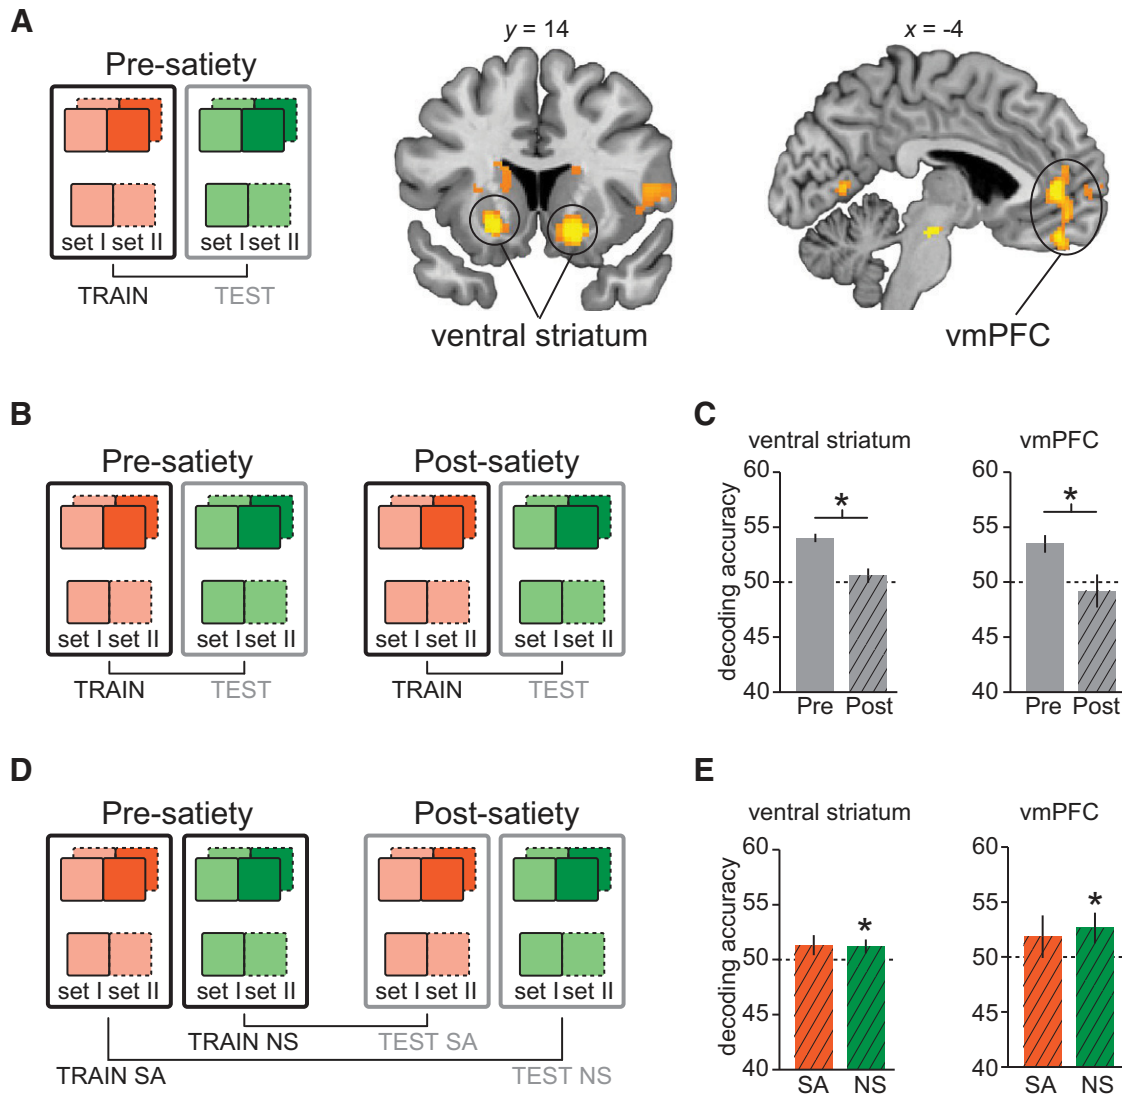 A
Pre-satiety
set I set II
TRAIN TEST
y = 14
x = -4
ventral striatum
vmPFC
B
Pre-satiety
Post-satiety
set I set II
set I set II
set I set II
set I set II
TRAIN TEST
TRAIN TEST
C
ventral striatum
vmPFC
decoding accuracy
60
55
50
45
40
*
Pre Post
60
55
50
45
40
*
Pre Post
D
Pre-satiety
Post-satiety
set I set II
set I set II
set I set II
set I set II
TRAIN NS TEST SA
TRAIN SA TEST NS
E
ventral striatum
vmPFC
decoding accuracy
60
55
50
45
40
*
SA NS
60
55
50
45
40
*
SA NS